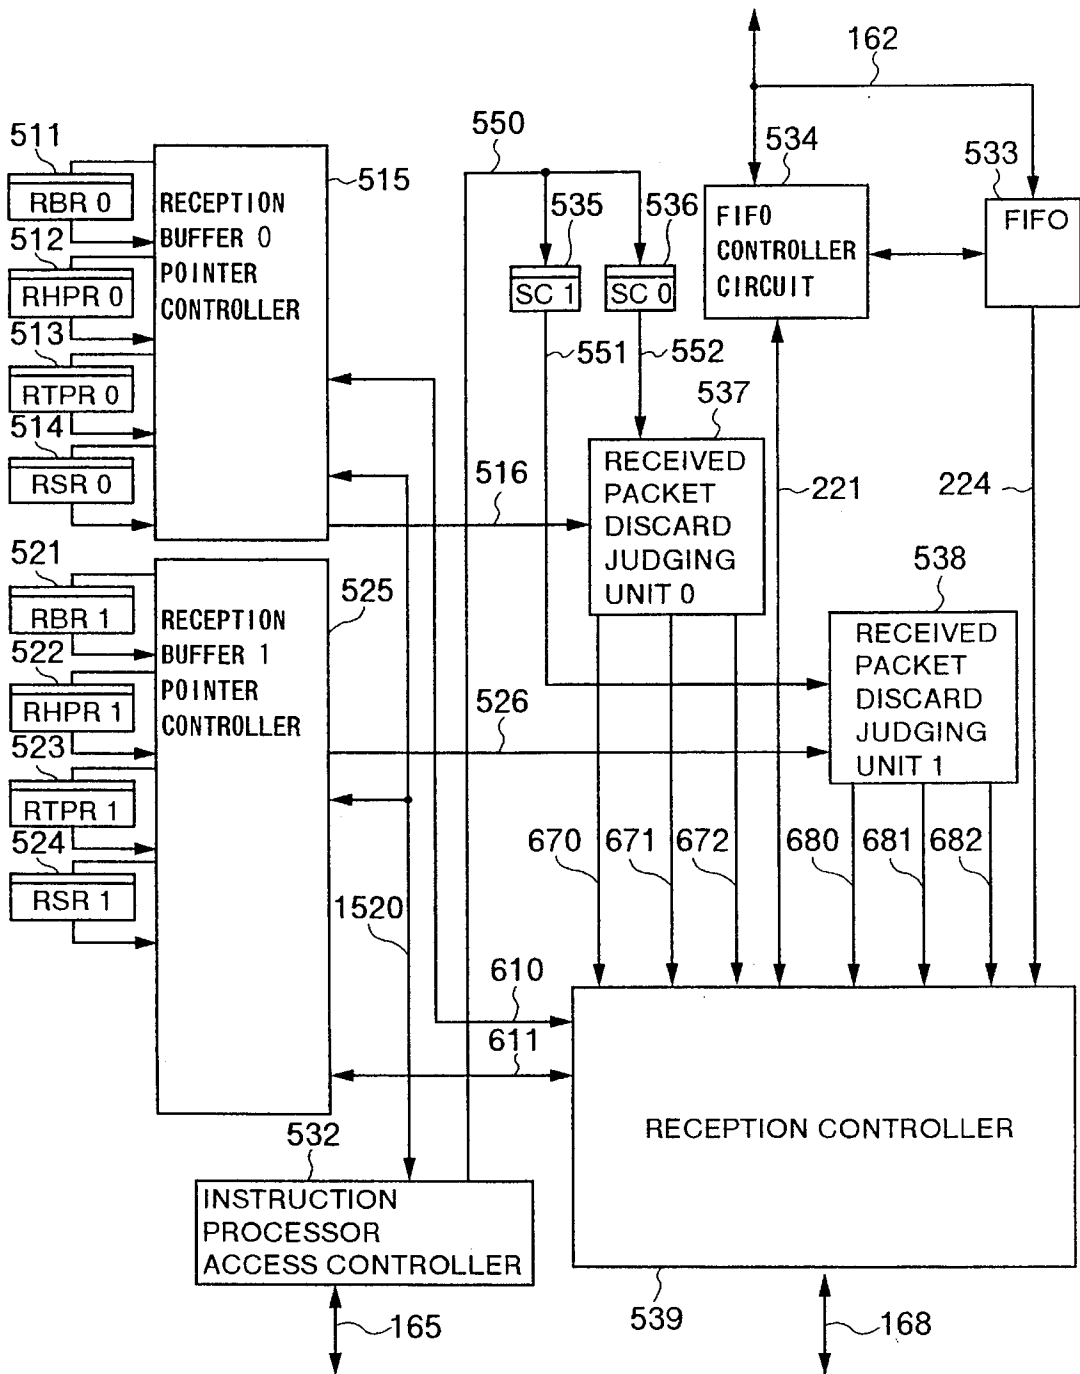 162
550
511
534
515
533
RBR 0
RECEPTION
BUFFER 0
POINTER
CONTROLLER
535
536
FIFO
CONTROLLER
CIRCUIT
FIFO
512
RHPR 0
SC 1
SC 0
513
551
552
RTPR 0
537
514
RSR 0
516
RECEIVED
PACKET
DISCARD
JUDGING
UNIT 0
221
224
521
525
538
RBR 1
RECEPTION
BUFFER 1
POINTER
CONTROLLER
RECEIVED
PACKET
DISCARD
JUDGING
UNIT 1
522
RHPR 1
526
523
RTPR 1
524
670
671
672
680
681
682
RSR 1
1520
610
611
532
RECEPTION CONTROLLER
INSTRUCTION
PROCESSOR
ACCESS CONTROLLER
165
539
168